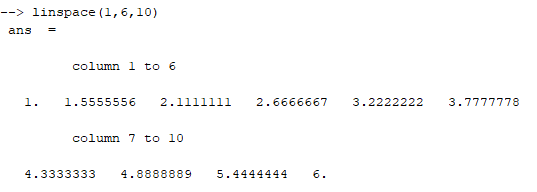 --> linspace(1,6,10)
ans =
column 1 to 6
1. 1.5555556 2.1111111 2.6666667 3.2222222 3.7777778
column 7 to 10
4.3333333 4.8888889 5.4444444 6.